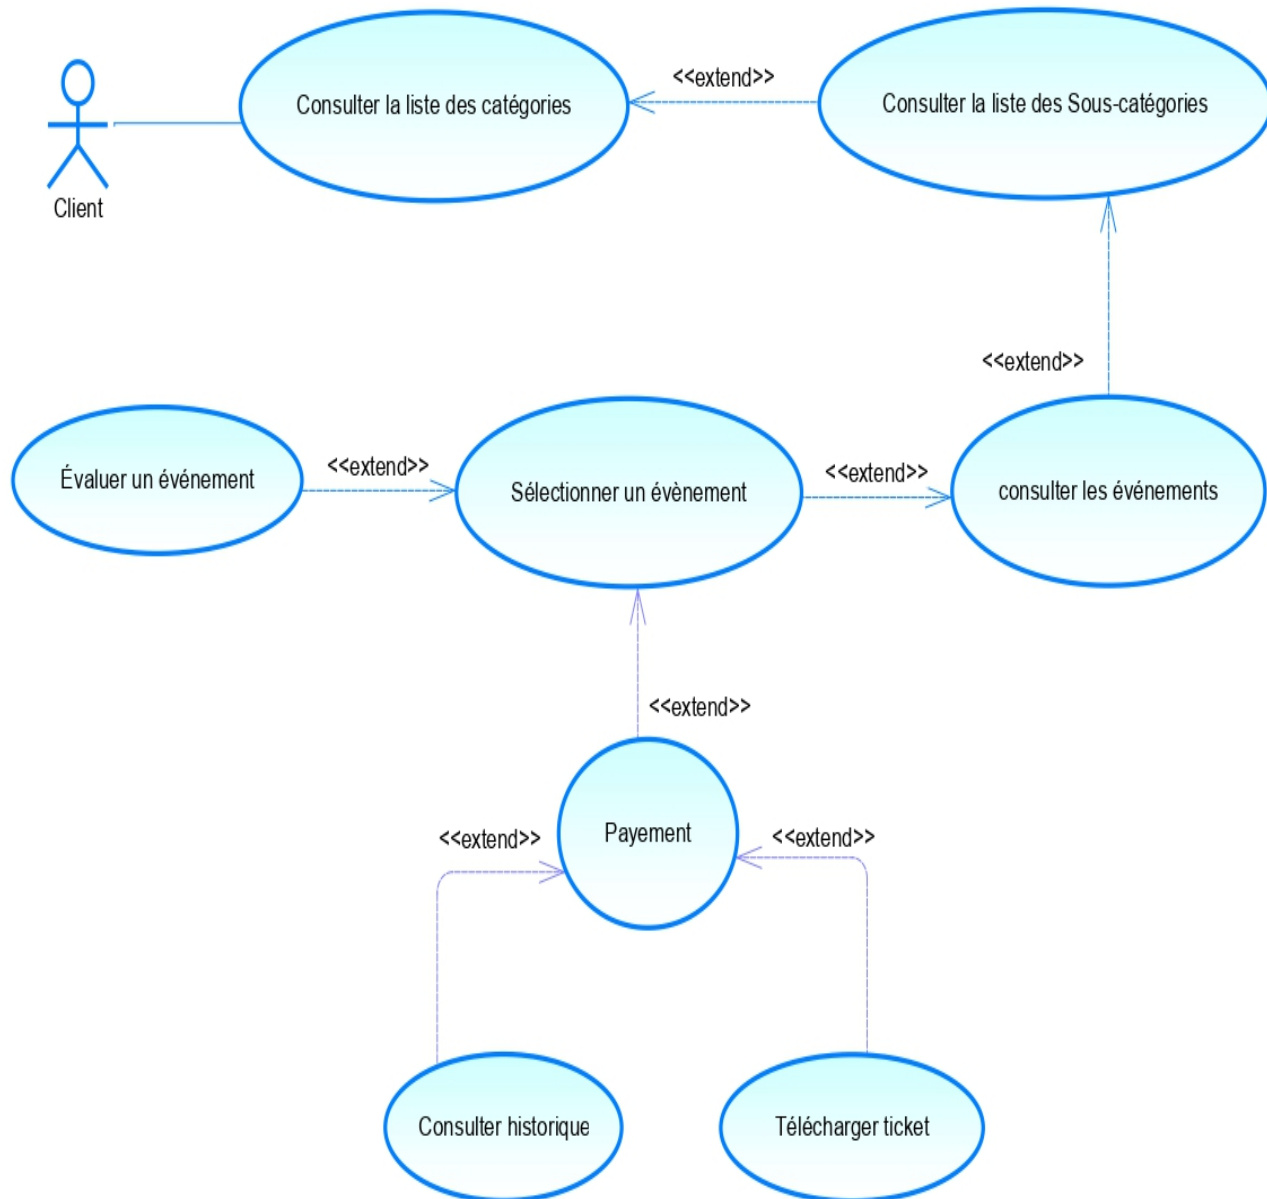 Consulter la liste des catégories
<<extend>>
Consulter la liste des Sous-catégories
Client
<<extend>>
Évaluer un événement
<<extend>>
Sélectionner un évènement
<<extend>>
consulter les événements
<<extend>>
<<extend>>
Payement
<<extend>>
Consulter historique
Télécharger ticket